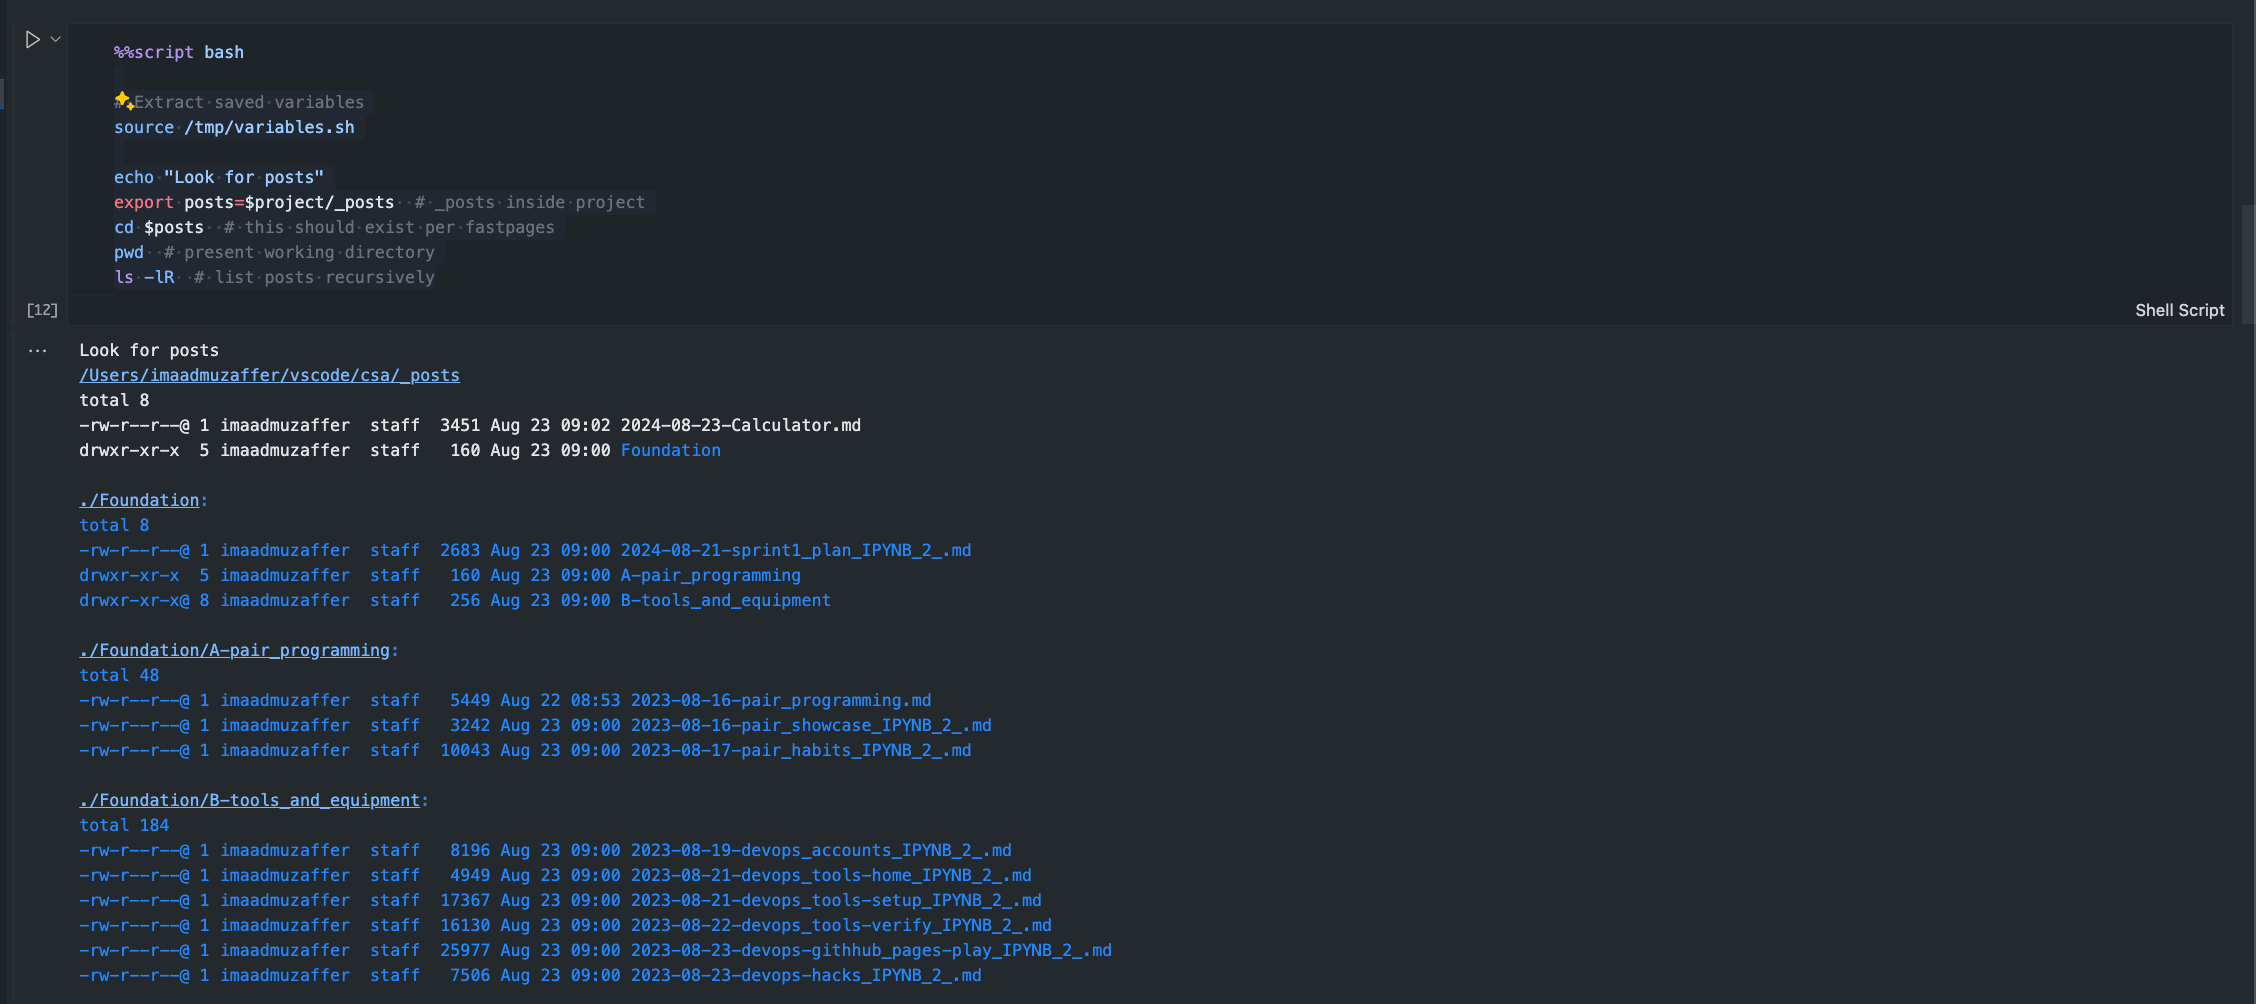 %%script bash
# Extract saved variables
source /tmp/variables.sh
echo "Look for posts"
export posts=$project/_posts  # _posts inside project
cd $posts  # this should exist per fastpages
pwd  # present working directory
ls -lR  # list posts recursively
[12]
Shell Script
Look for posts
/Users/imaadmuzaffer/vscode/csa/_posts
total 8
-rw-r--r--@ 1 imaadmuzaffer  staff  3451 Aug 23 09:02 2024-08-23-Calculator.md
drwxr-xr-x  5 imaadmuzaffer  staff   160 Aug 23 09:00 Foundation
./Foundation:
total 8
-rw-r--r--@ 1 imaadmuzaffer  staff  2683 Aug 23 09:00 2024-08-21-sprint1_plan_IPYNB_2_.md
drwxr-xr-x  5 imaadmuzaffer  staff   160 Aug 23 09:00 A-pair_programming
drwxr-xr-x@ 8 imaadmuzaffer  staff   256 Aug 23 09:00 B-tools_and_equipment
./Foundation/A-pair_programming:
total 48
-rw-r--r--@ 1 imaadmuzaffer  staff   5449 Aug 22 08:53 2023-08-16-pair_programming.md
-rw-r--r--@ 1 imaadmuzaffer  staff   3242 Aug 23 09:00 2023-08-16-pair_showcase_IPYNB_2_.md
-rw-r--r--@ 1 imaadmuzaffer  staff  10043 Aug 23 09:00 2023-08-17-pair_habits_IPYNB_2_.md
./Foundation/B-tools_and_equipment:
total 184
-rw-r--r--@ 1 imaadmuzaffer  staff   8196 Aug 23 09:00 2023-08-19-devops_accounts_IPYNB_2_.md
-rw-r--r--@ 1 imaadmuzaffer  staff   4949 Aug 23 09:00 2023-08-21-devops_tools-home_IPYNB_2_.md
-rw-r--r--@ 1 imaadmuzaffer  staff  17367 Aug 23 09:00 2023-08-21-devops_tools-setup_IPYNB_2_.md
-rw-r--r--@ 1 imaadmuzaffer  staff  16130 Aug 23 09:00 2023-08-22-devops_tools-verify_IPYNB_2_.md
-rw-r--r--@ 1 imaadmuzaffer  staff  25977 Aug 23 09:00 2023-08-23-devops-githhub_pages-play_IPYNB_2_.md
-rw-r--r--@ 1 imaadmuzaffer  staff   7506 Aug 23 09:00 2023-08-23-devops-hacks_IPYNB_2_.md